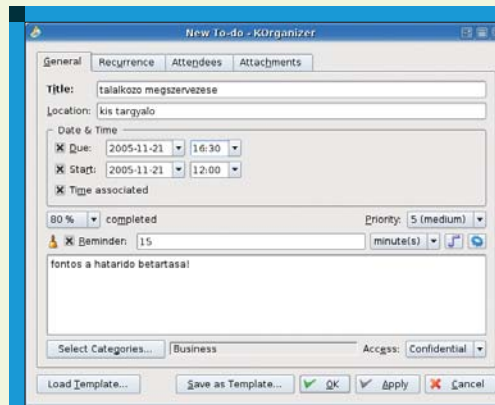 New To-do - KOrganizer
General Recurrence Attendees Attachments
Title: talalkozo megszervezese
Location: kis targyalo
Date & Time
Due: 2005-11-21 16:30
Start: 2005-11-21 12:00
Time associated
80 % completed Priority: 5 (medium)
Reminder: 15 minute(s)
fontos a hatarido betartasa!
Select Categories... Business Access: Confidential
Load Template... Save as Template... OK Apply Cancel